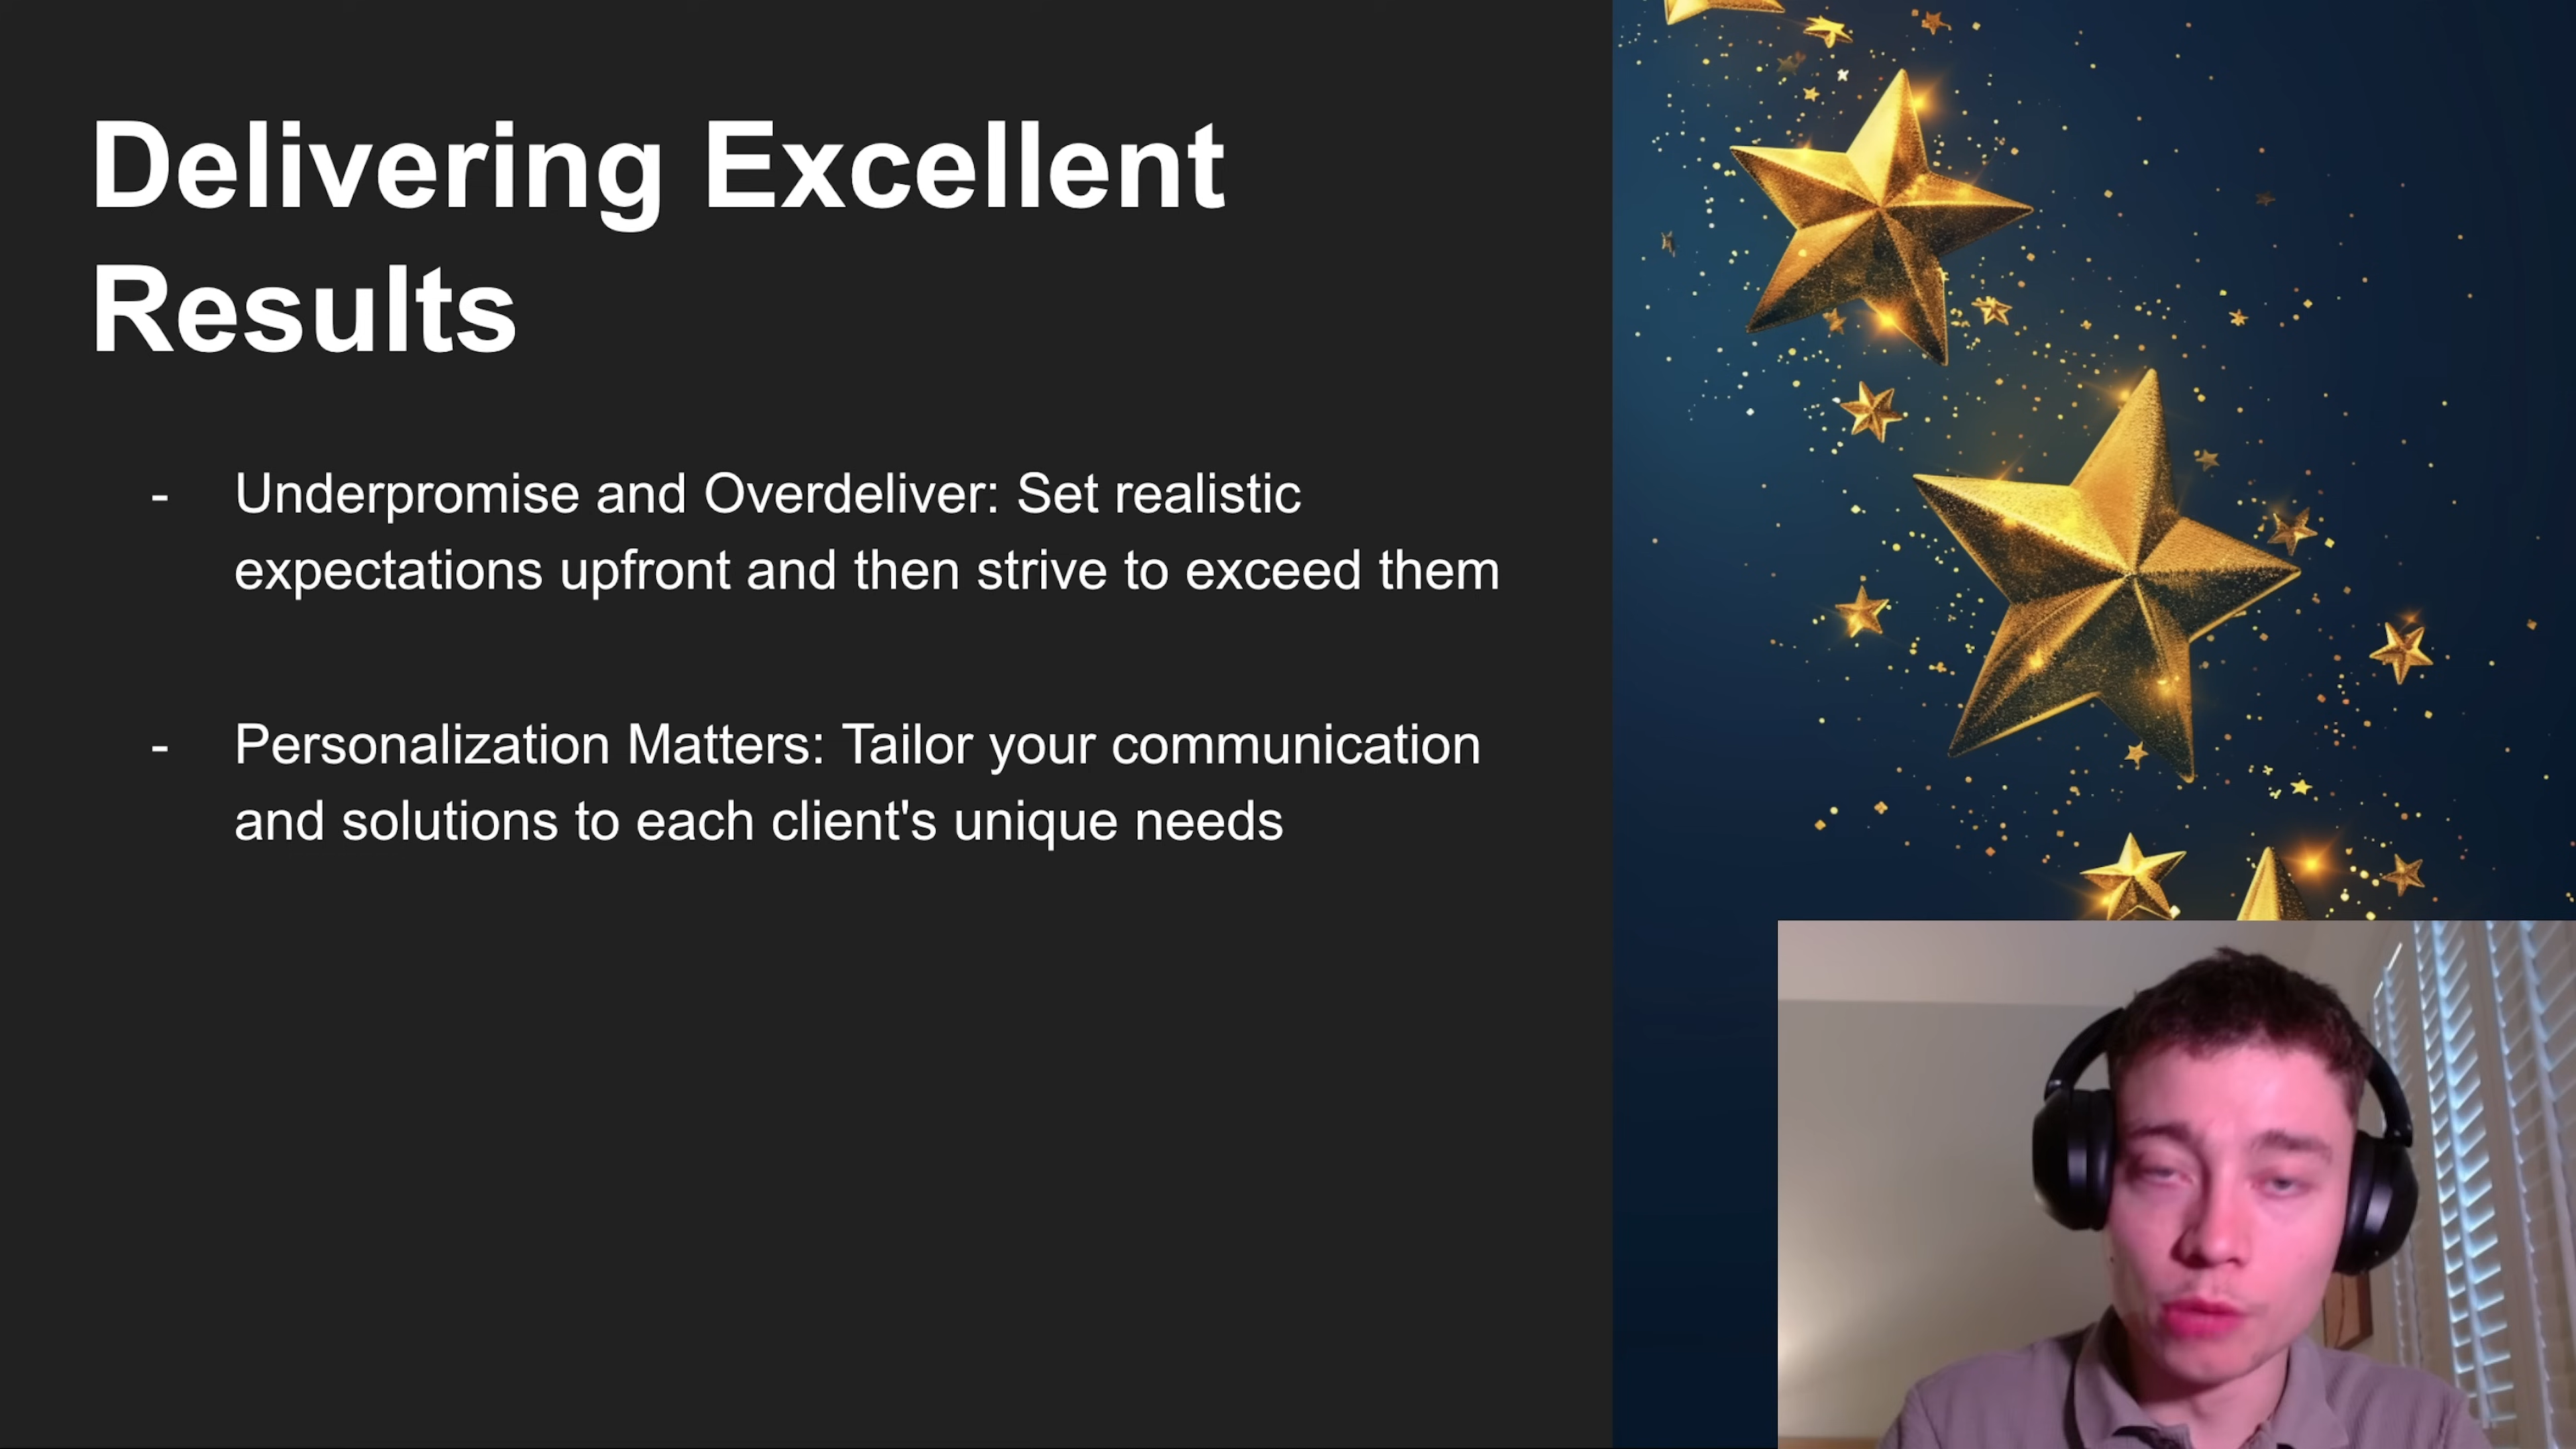 Delivering Excellent
Results
- Underpromise and Overdeliver: Set realistic
expectations upfront and then strive to exceed them
- Personalization Matters: Tailor your communication
and solutions to each client's unique needs